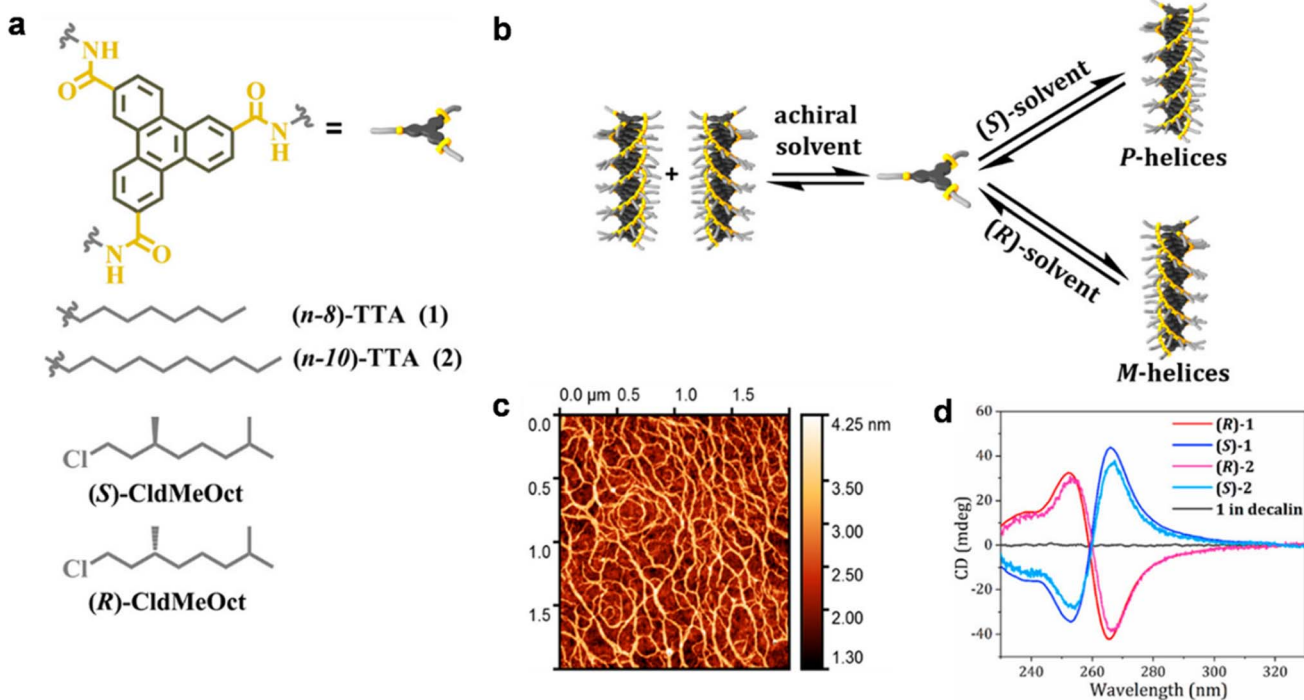 a
NH
O
O
N
H
=
O
N
H
(n-8)-TTA (1)
(n-10)-TTA (2)
Cl
(S)-CldMeOct
Cl
(R)-CldMeOct
b
+
achiral
solvent
(S)-solvent
(R)-solvent
P-helices
M-helices
c
0.0 µm 0.5 1.0 1.5
0.0
0.5
1.0
1.5
4.25 nm
3.50
3.00
2.50
2.00
1.30
d
CD (mdeg)
60
40
20
0
-20
-40
(R)-1
(S)-1
(R)-2
(S)-2
1 in decalin
240 260 280 300 320
Wavelength (nm)